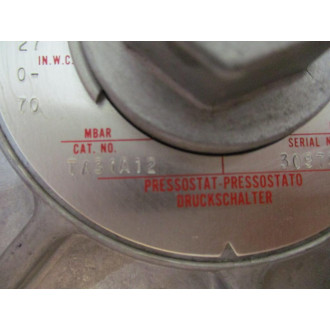 27
IN.W.C.
0-
70
MBAR
CAT. NO.
SERIAL N
PRESSOSTAT-PRESSOSTATO
DRUCKSCHALTER